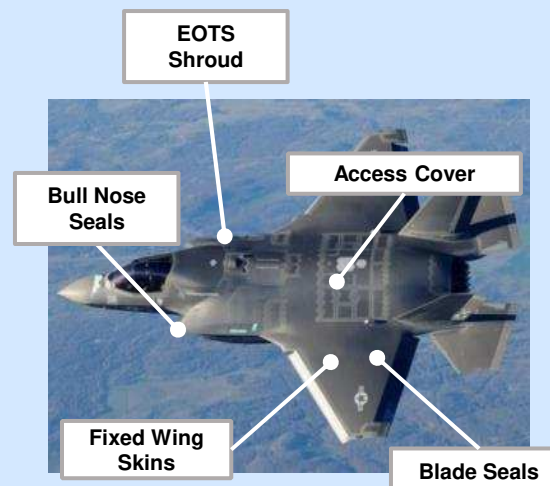 EOTS
Shroud
Access Cover
Bull Nose
Seals
Fixed Wing
Skins
Blade Seals